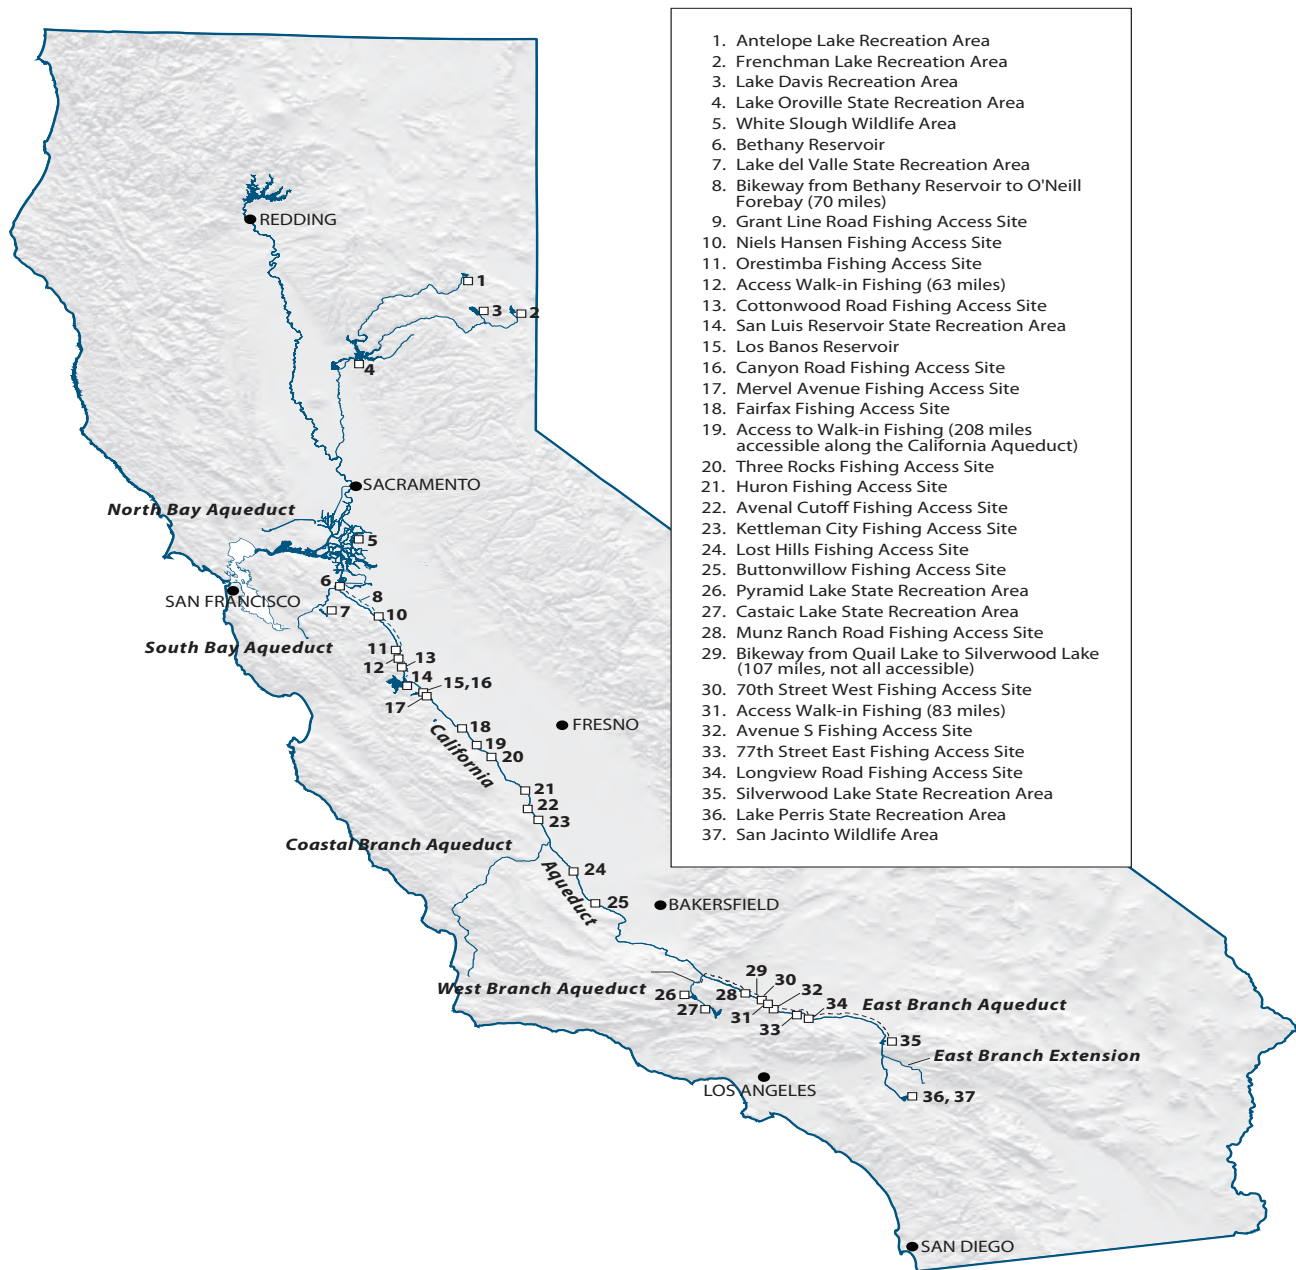 1. Antelope Lake Recreation Area
2. Frenchman Lake Recreation Area
3. Lake Davis Recreation Area
4. Lake Oroville State Recreation Area
5. White Slough Wildlife Area
6. Bethany Reservoir
7. Lake del Valle State Recreation Area
8. Bikeway from Bethany Reservoir to O'Neill
Forebay (70 miles)
9. Grant Line Road Fishing Access Site
10. Niels Hansen Fishing Access Site
11. Orestimba Fishing Access Site
12. Access Walk-in Fishing (63 miles)
13. Cottonwood Road Fishing Access Site
14. San Luis Reservoir State Recreation Area
15. Los Banos Reservoir
16. Canyon Road Fishing Access Site
17. Mervel Avenue Fishing Access Site
18. Fairfax Fishing Access Site
19. Access to Walk-in Fishing (208 miles
accessible along the California Aqueduct)
20. Three Rocks Fishing Access Site
21. Huron Fishing Access Site
22. Avenal Cutoff Fishing Access Site
23. Kettleman City Fishing Access Site
24. Lost Hills Fishing Access Site
25. Buttonwillow Fishing Access Site
26. Pyramid Lake State Recreation Area
27. Castaic Lake State Recreation Area
28. Munz Ranch Road Fishing Access Site
29. Bikeway from Quail Lake to Silverwood Lake
(107 miles, not all accessible)
30. 70th Street West Fishing Access Site
31. Access Walk-in Fishing (83 miles)
32. Avenue S Fishing Access Site
33. 77th Street East Fishing Access Site
34. Longview Road Fishing Access Site
35. Silverwood Lake State Recreation Area
36. Lake Perris State Recreation Area
37. San Jacinto Wildlife Area
REDDING
1
3
2
4
SACRAMENTO
North Bay Aqueduct
5
6
8
SAN FRANCISCO
7
10
South Bay Aqueduct
11
12
13
14
15,16
17
FRESNO
18
California
19
20
21
22
23
Coastal Branch Aqueduct
Aqueduct
24
25
BAKERSFIELD
29
30
West Branch Aqueduct
26
28
32
27
31
34
East Branch Aqueduct
33
35
East Branch Extension
LOS ANGELES
36, 37
SAN DIEGO